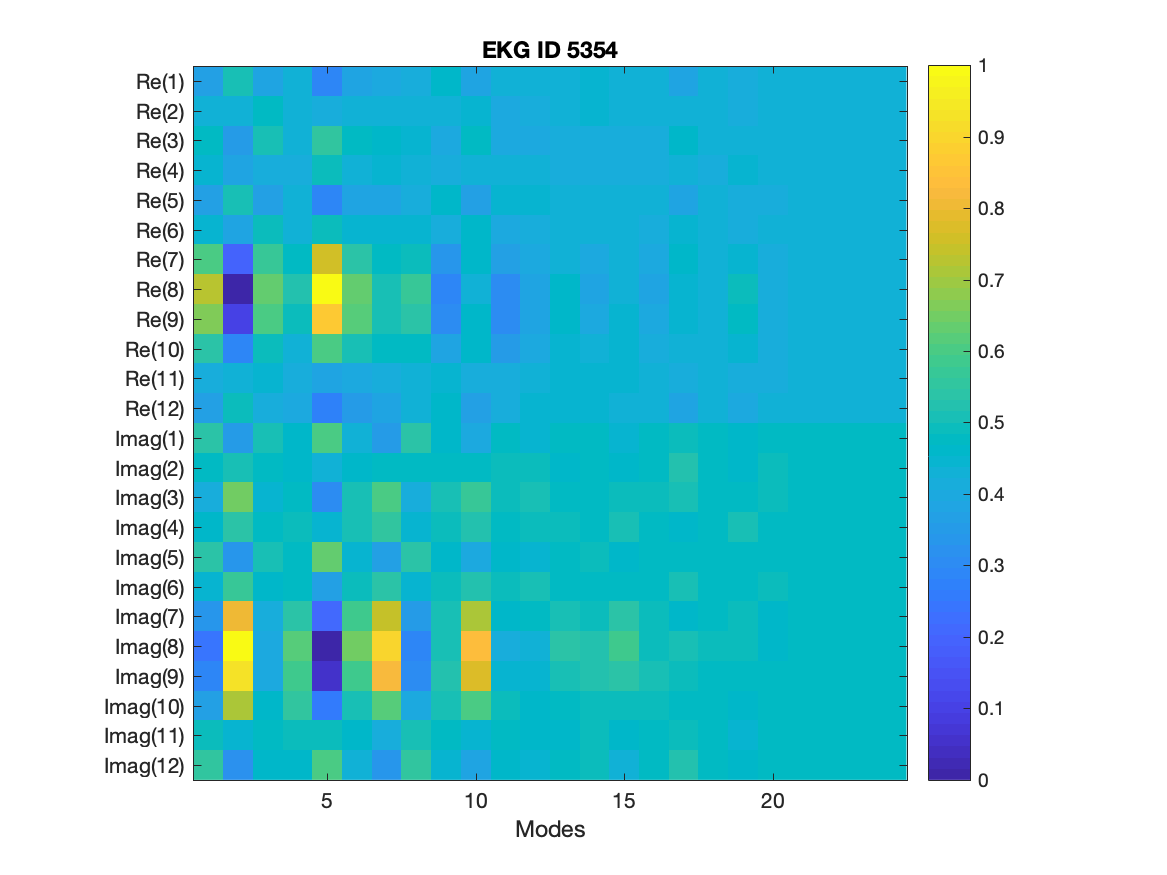 EKG ID 5354
Re(1)
Re(2)
Re(3)
Re(4)
Re(5)
Re(6)
Re(7)
Re(8)
Re(9)
Re(10)
Re(11)
Re(12)
Imag(1)
Imag(2)
Imag(3)
Imag(4)
Imag(5)
Imag(6)
Imag(7)
Imag(8)
Imag(9)
Imag(10)
Imag(11)
Imag(12)
5 10 15 20
Modes
1
0.9
0.8
0.7
0.6
0.5
0.4
0.3
0.2
0.1
0